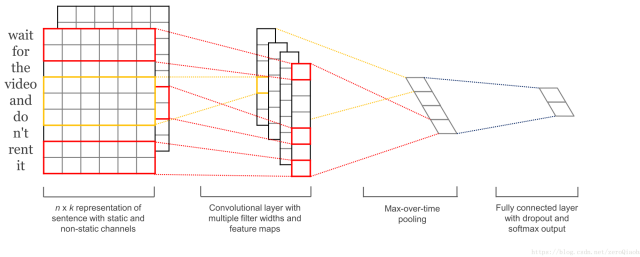 wait
for
the
video
and
do
n't
rent
it
n x k representation of
sentence with static and
non-static channels
Convolutional layer with
multiple filter widths and
feature maps
Max-over-time
pooling
Fully connected layer
with dropout and
softmax output